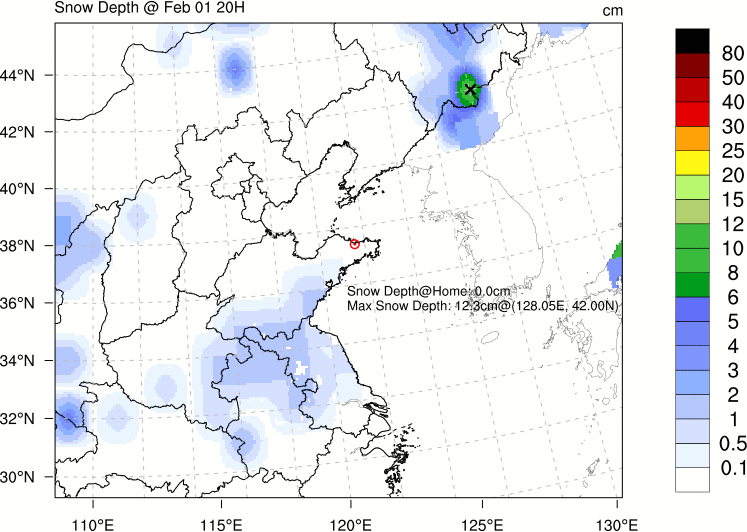 Snow Depth @ Feb 01 20H
cm
44°N
42°N
40°N
38°N
36°N
34°N
32°N
30°N
Snow Depth@Home: 0.0cm
Max Snow Depth: 12.3cm@(128.05E, 42.00N)
110°E
115°E
120°E
125°E
130°E
80
50
40
30
25
20
15
12
10
8
6
5
4
3
2
1
0.5
0.1